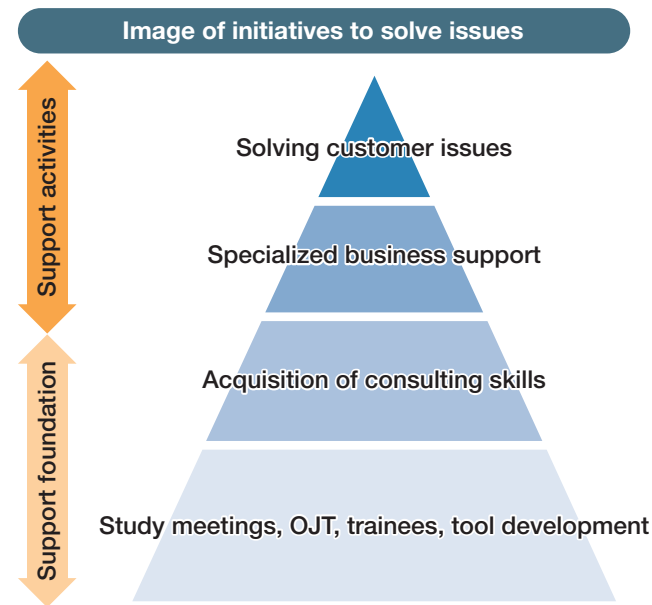 Image of initiatives to solve issues
Support activities
Solving customer issues
Specialized business support
Support foundation
Acquisition of consulting skills
Study meetings, OJT, trainees, tool development